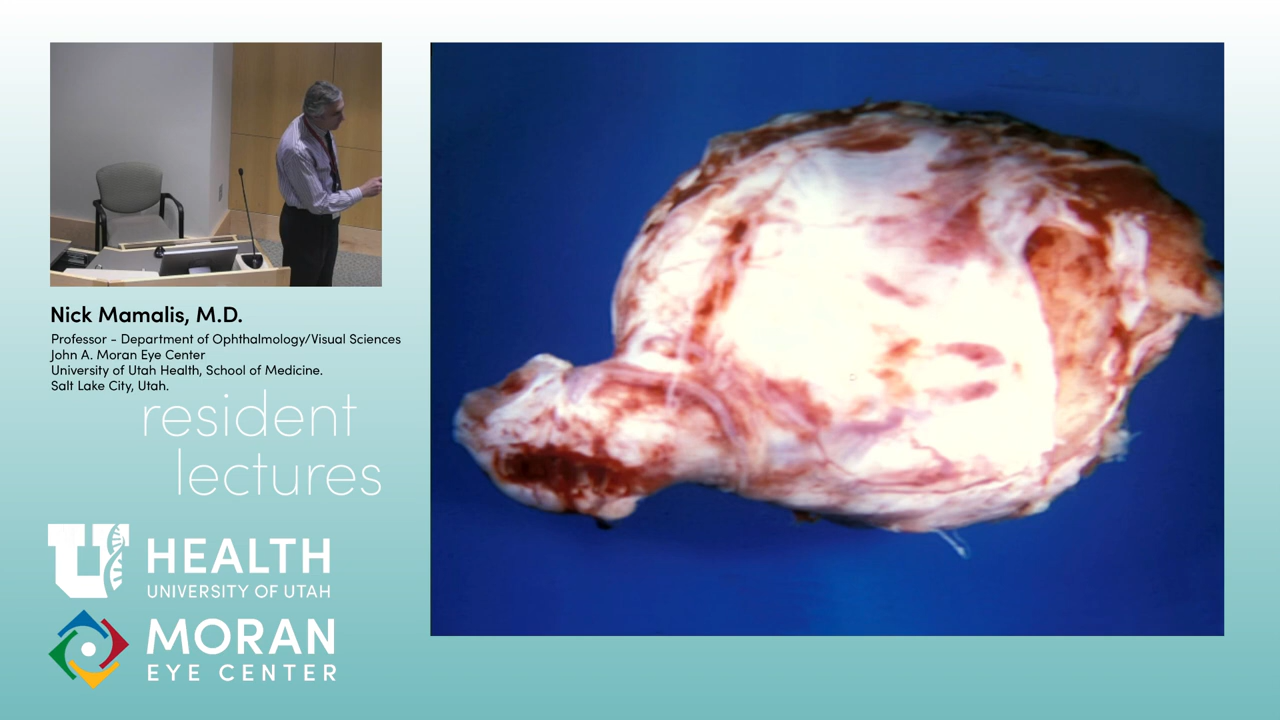 Nick Mamalis, M.D.
Professor - Department of Ophthalmology/Visual Sciences
John A. Moran Eye Center
University of Utah Health, School of Medicine.
Salt Lake City, Utah.
resident
lectures
U HEALTH
UNIVERSITY OF UTAH
MORAN
EYE CENTER